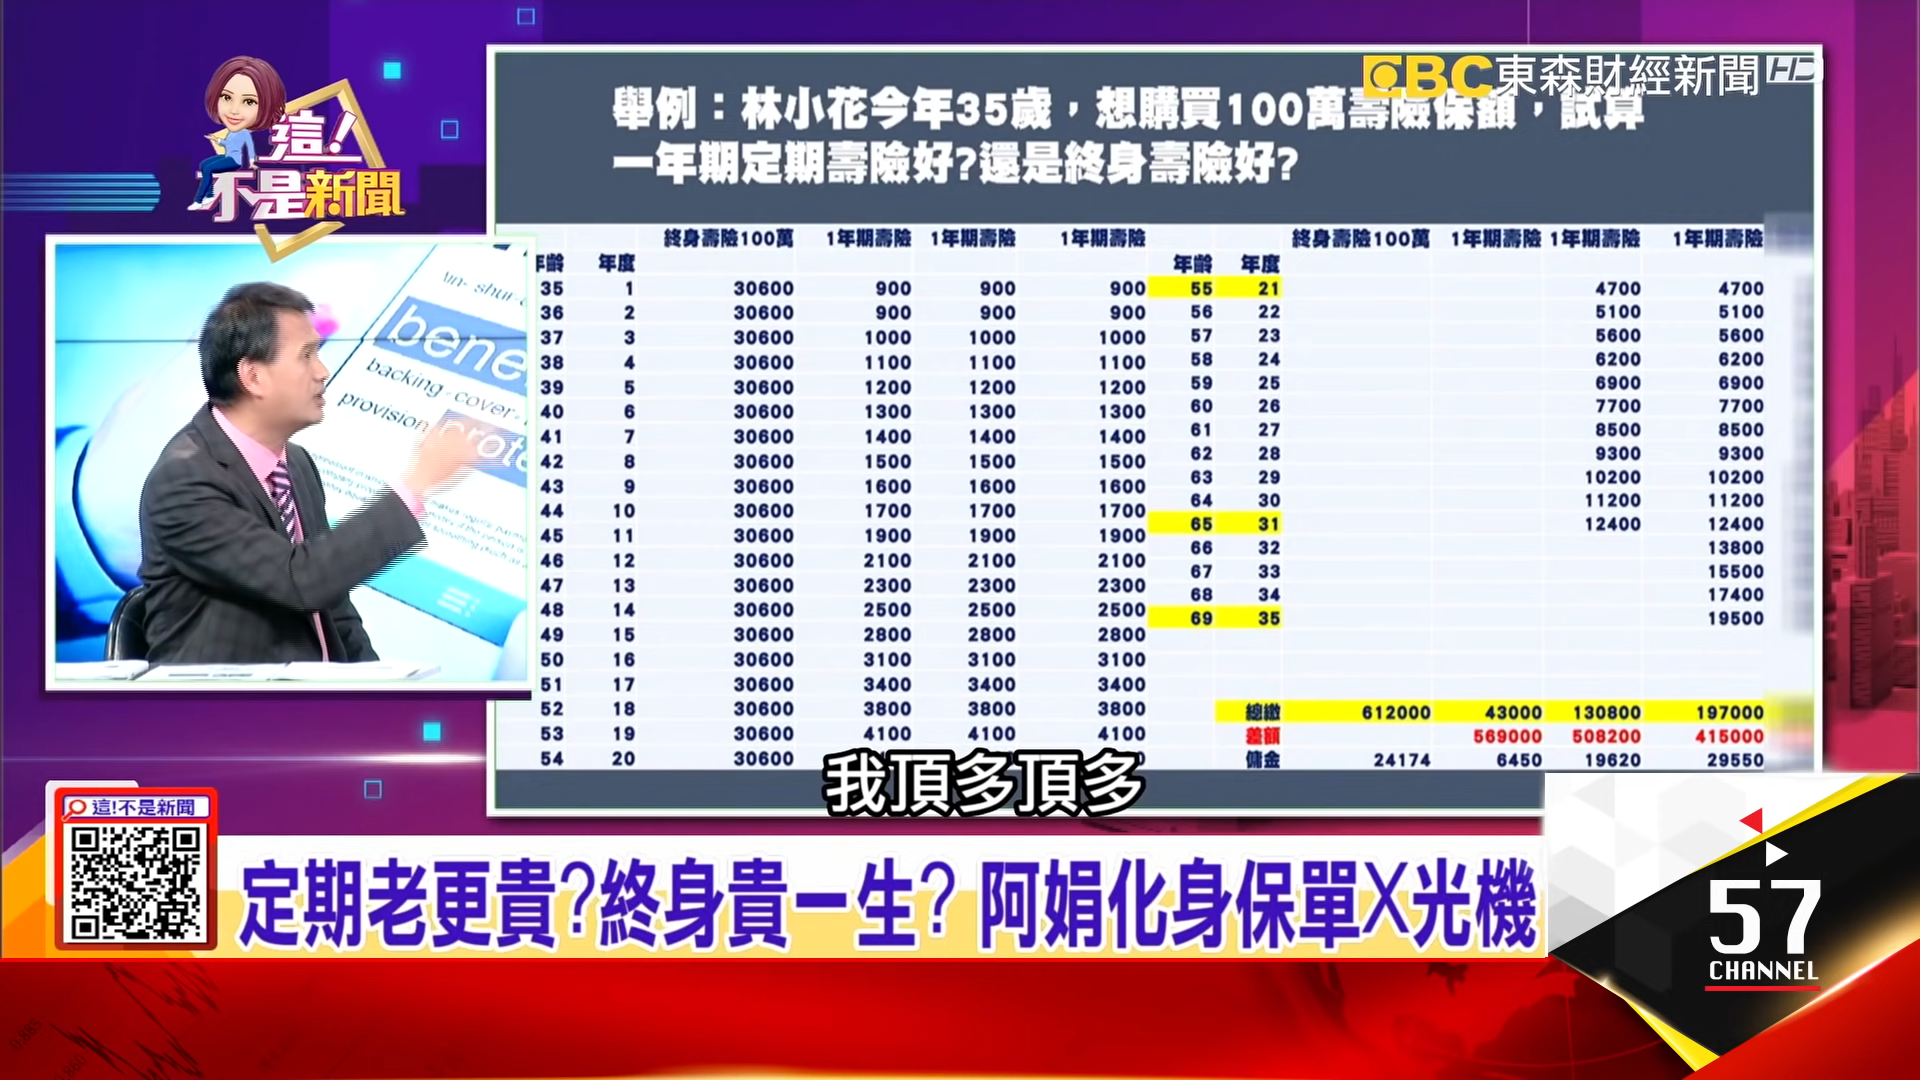 EBC東森財經新聞 HD
這!
不是新聞
舉例：林小花今年35歲，想購買100萬壽險保額，試算
一年期定期壽險好?還是終身壽險好?
終身壽險100萬 1年期壽險 1年期壽險 1年期壽險 終身壽險100萬 1年期壽險 1年期壽險 1年期壽險
年齡 年度 年齡 年度
35 1 30600 900 900 900 55 21 4700 4700
36 2 30600 900 900 900 56 22 5100 5100
37 3 30600 1000 1000 1000 57 23 5600 5600
38 4 30600 1100 1100 1100 58 24 6200 6200
39 5 30600 1200 1200 1200 59 25 6900 6900
40 6 30600 1300 1300 1300 60 26 7700 7700
41 7 30600 1400 1400 1400 61 27 8500 8500
42 8 30600 1500 1500 1500 62 28 9300 9300
43 9 30600 1600 1600 1600 63 29 10200 10200
44 10 30600 1700 1700 1700 64 30 11200 11200
45 11 30600 1900 1900 1900 65 31 12400 12400
46 12 30600 2100 2100 2100 66 32 13800
47 13 30600 2300 2300 2300 67 33 15500
48 14 30600 2500 2500 2500 68 34 17400
49 15 30600 2800 2800 2800 69 35 19500
50 16 30600 3100 3100 3100
51 17 30600 3400 3400 3400
52 18 30600 3800 3800 3800 總繳 612000 43000 130800 197000
53 19 30600 4100 4100 4100 差額 569000 508200 415000
54 20 30600 佣金 24174 6450 19620 29550
backing-cover-
provision
我頂多頂多
這!不是新聞
定期老更貴?終身貴一生? 阿娟化身保單X光機
57
CHANNEL